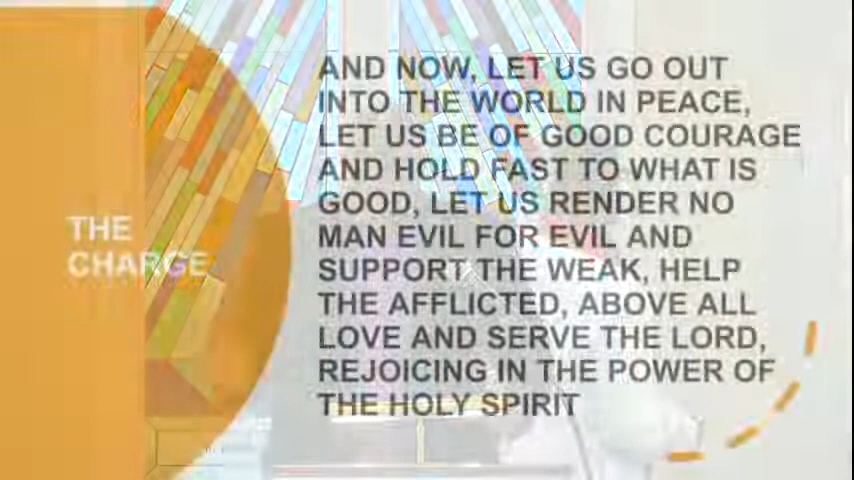 THE
CHARGE
AND NOW, LET US GO OUT
INTO THE WORLD IN PEACE,
LET US BE OF GOOD COURAGE
AND HOLD FAST TO WHAT IS
GOOD, LET US RENDER NO
MAN EVIL FOR EVIL AND
SUPPORT THE WEAK, HELP
THE AFFLICTED, ABOVE ALL
LOVE AND SERVE THE LORD,
REJOICING IN THE POWER OF
THE HOLY SPIRIT